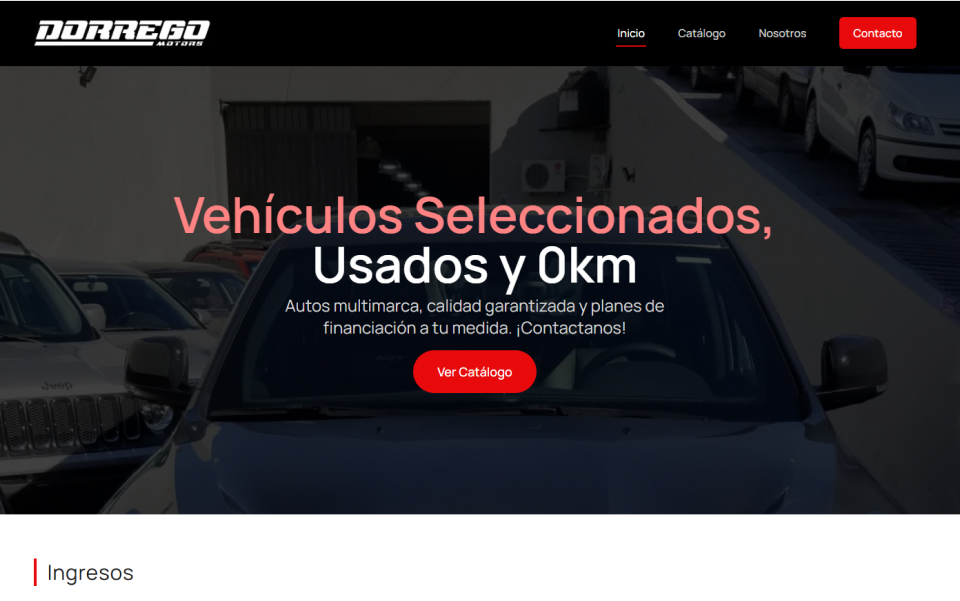 DORREGO
MOTORS
Inicio
Catálogo
Nosotros
Contacto
Vehículos Seleccionados,
Usados y 0km
Autos multimarca, calidad garantizada y planes de
financiación a tu medida. ¡Contactanos!
Ver Catálogo
Jeep
Ingresos